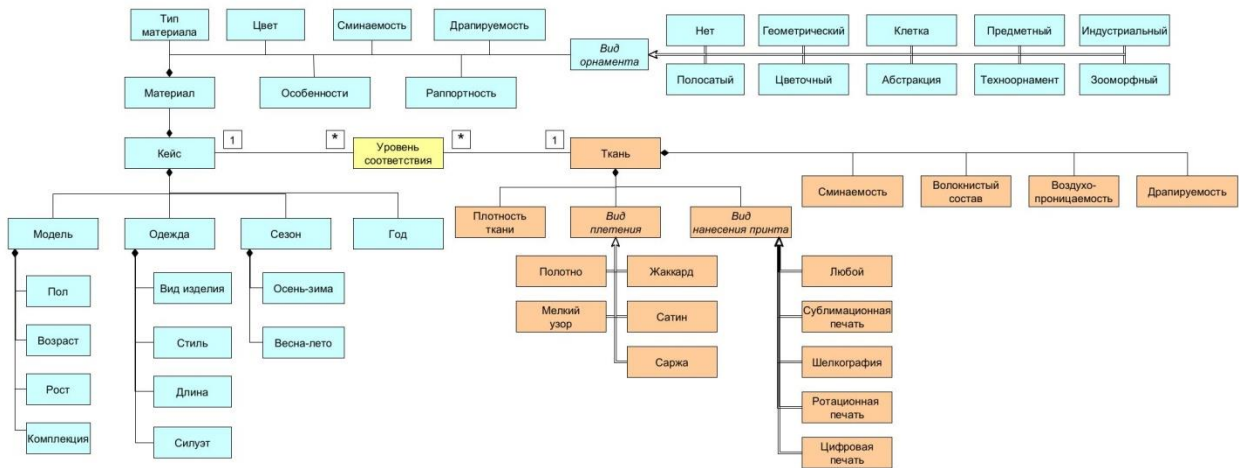 Тип
материала
Цвет
Сминаемость
Драпируемость
Вид
орнамента
Нет
Геометрический
Клетка
Предметный
Индустриальный
Полосатый
Цветочный
Абстракция
Техноорнамент
Зооморфный
Материал
Особенности
Раппортность
Кейс
1
*
Уровень
соответствия
*
1
Ткань
Сминаемость
Волокнистый
состав
Воздухо-
проницаемость
Драпируемость
Модель
Одежда
Сезон
Год
Плотность
ткани
Вид
плетения
Вид
нанесения принта
Пол
Вид изделия
Осень-зима
Полотно
Жаккард
Любой
Возраст
Стиль
Весна-лето
Мелкий
узор
Сатин
Сублимационная
печать
Рост
Длина
Саржа
Шелкография
Комплекция
Силуэт
Ротационная
печать
Цифровая
печать